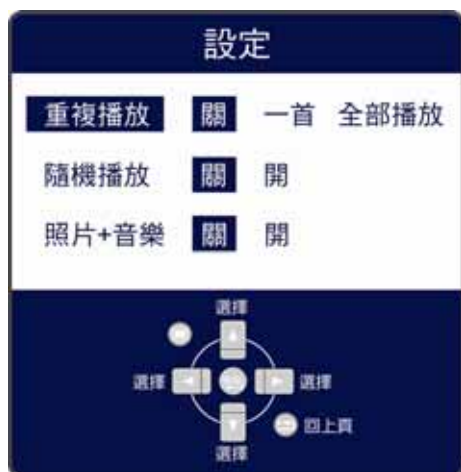 設定
重複播放 關 一首 全部播放
隨機播放 關 開
照片+音樂 關 開
選擇
選擇 選擇
回上頁
選擇